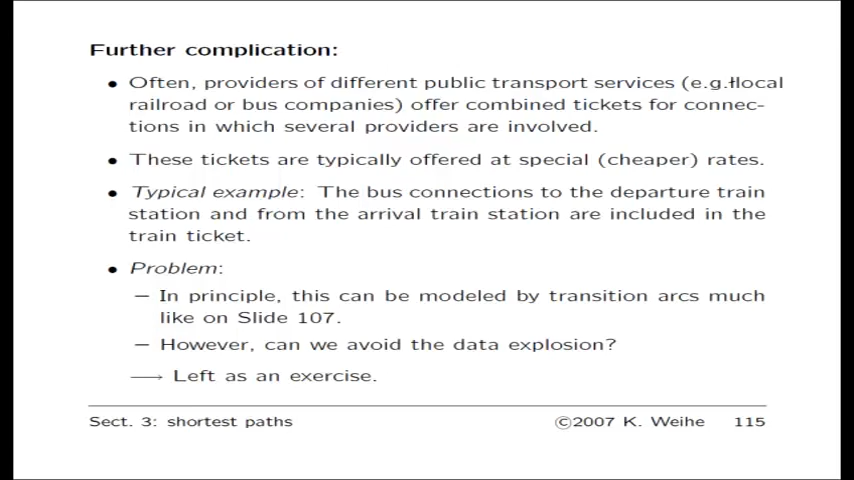 Further complication:
• Often, providers of different public transport services (e.g. local
railroad or bus companies) offer combined tickets for connec-
tions in which several providers are involved.
• These tickets are typically offered at special (cheaper) rates.
• Typical example: The bus connections to the departure train
station and from the arrival train station are included in the
train ticket.
• Problem:
– In principle, this can be modeled by transition arcs much
like on Slide 107.
– However, can we avoid the data explosion?
⟶ Left as an exercise.
Sect. 3: shortest paths ©2007 K. Weihe 115